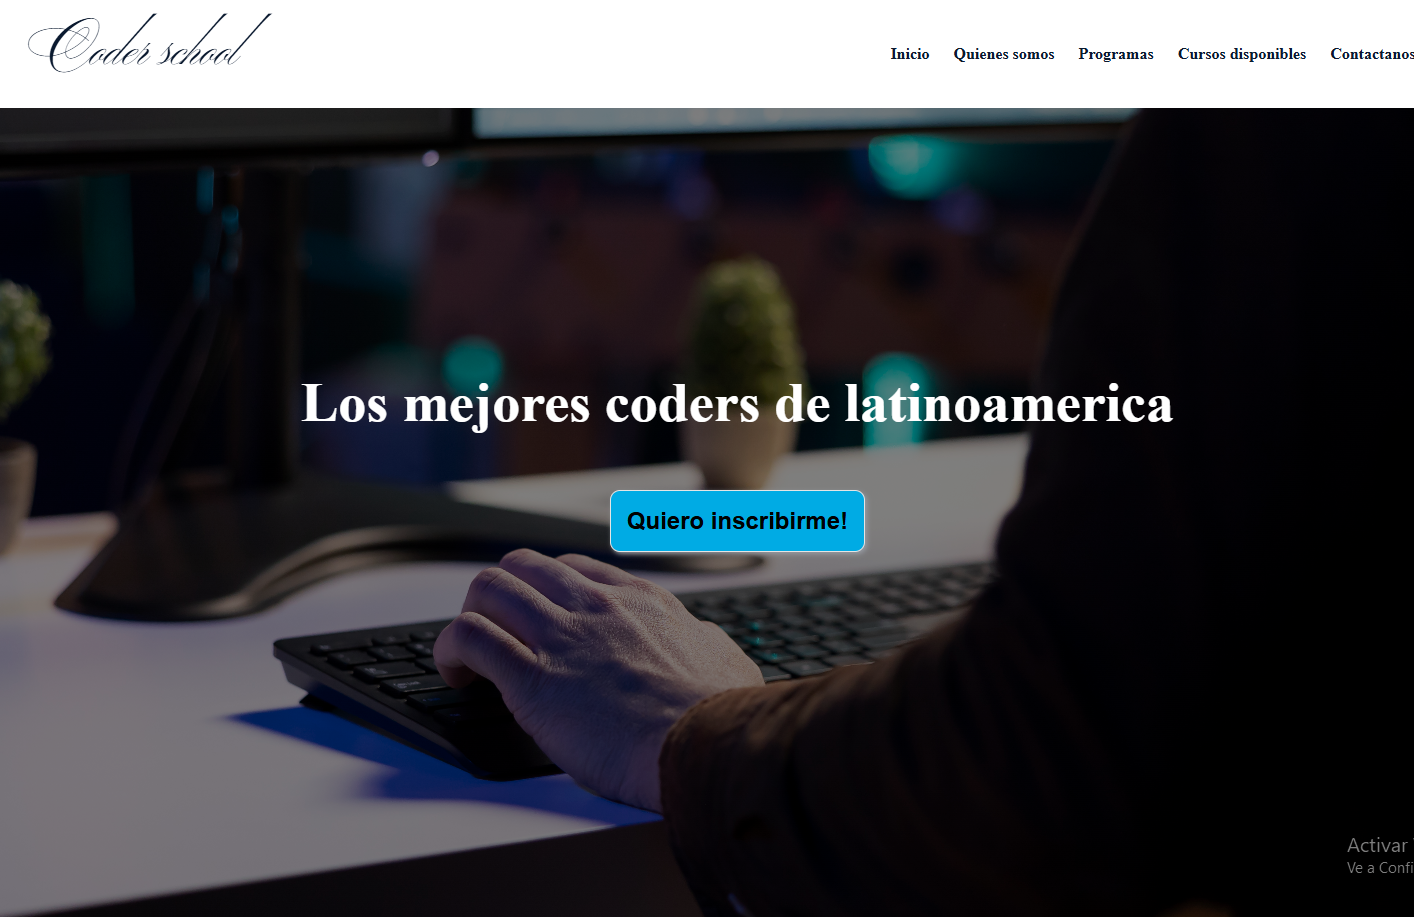 Coder school
Inicio Quienes somos Programas Cursos disponibles Contactanos
Los mejores coders de latinoamerica
Quiero inscribirme!
Activar
Ve a Confi